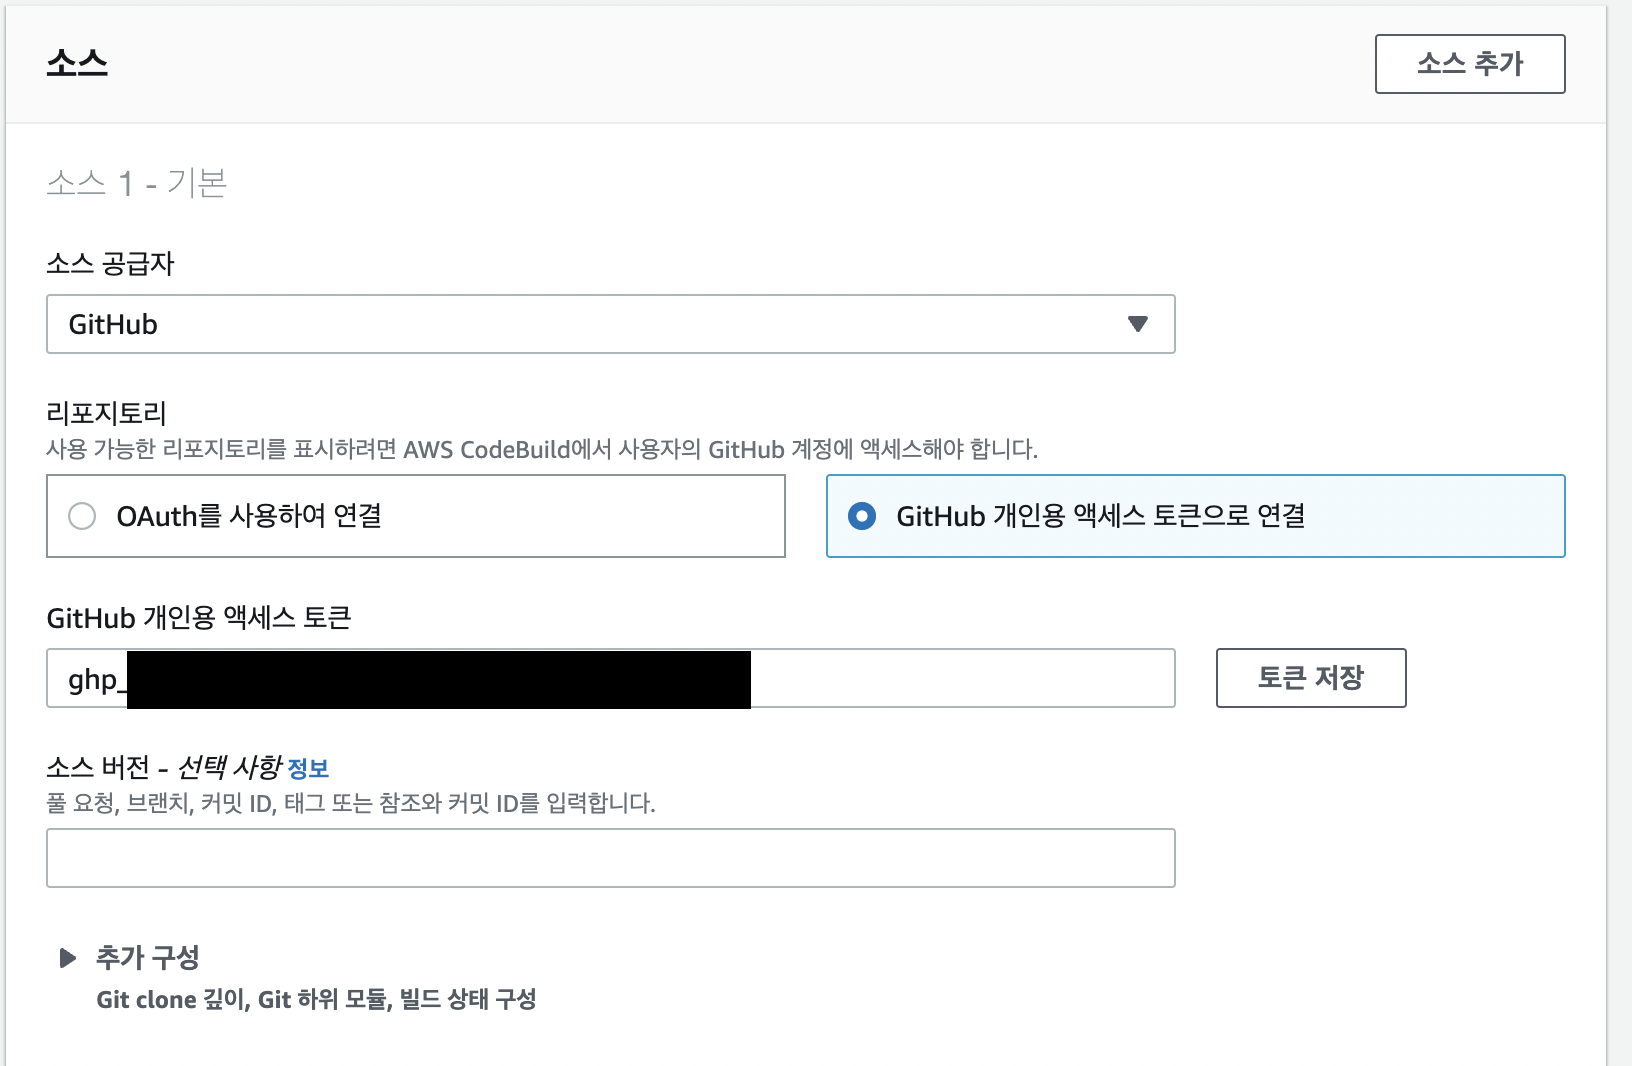 소스
소스 추가
소스 1 - 기본
소스 공급자
GitHub
리포지토리
사용 가능한 리포지토리를 표시하려면 AWS CodeBuild에서 사용자의 GitHub 계정에 액세스해야 합니다.
OAuth를 사용하여 연결
GitHub 개인용 액세스 토큰으로 연결
GitHub 개인용 액세스 토큰
ghp_
토큰 저장
소스 버전 - 선택 사항 정보
풀 요청, 브랜치, 커밋 ID, 태그 또는 참조와 커밋 ID를 입력합니다.
추가 구성
Git clone 깊이, Git 하위 모듈, 빌드 상태 구성